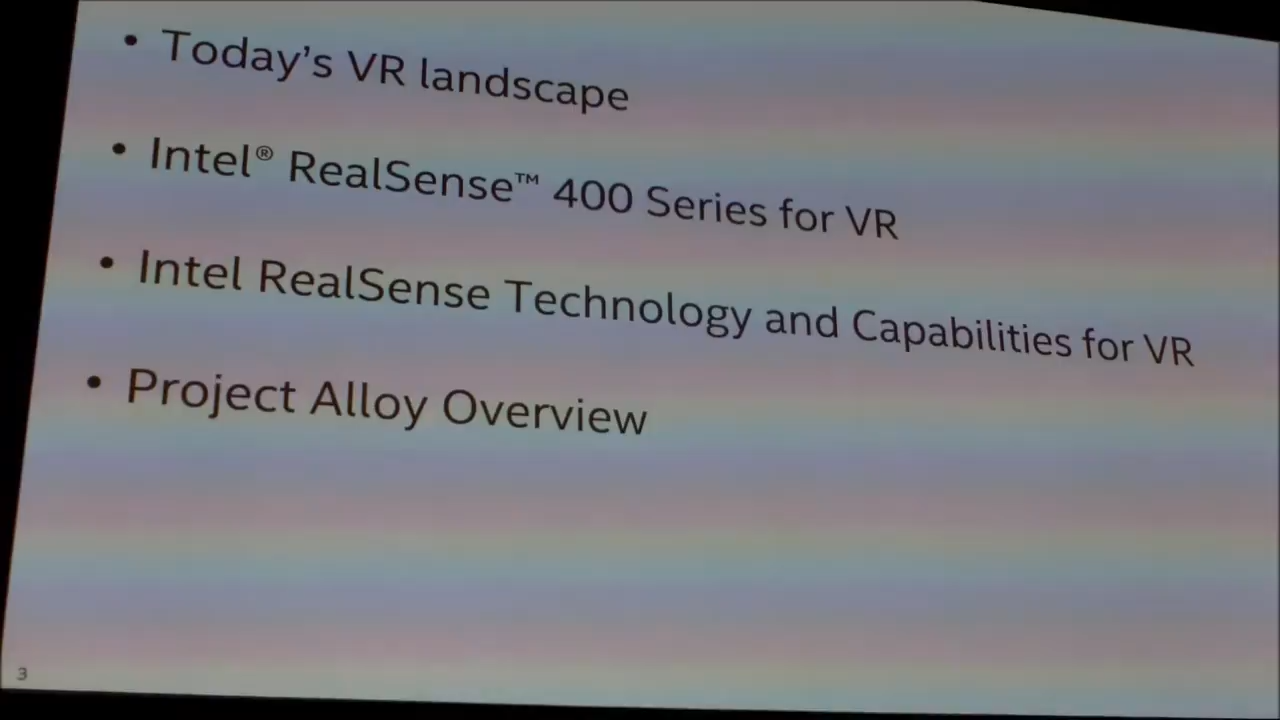 • Today's VR landscape
• Intel® RealSense™ 400 Series for VR
• Intel RealSense Technology and Capabilities for VR
• Project Alloy Overview
3